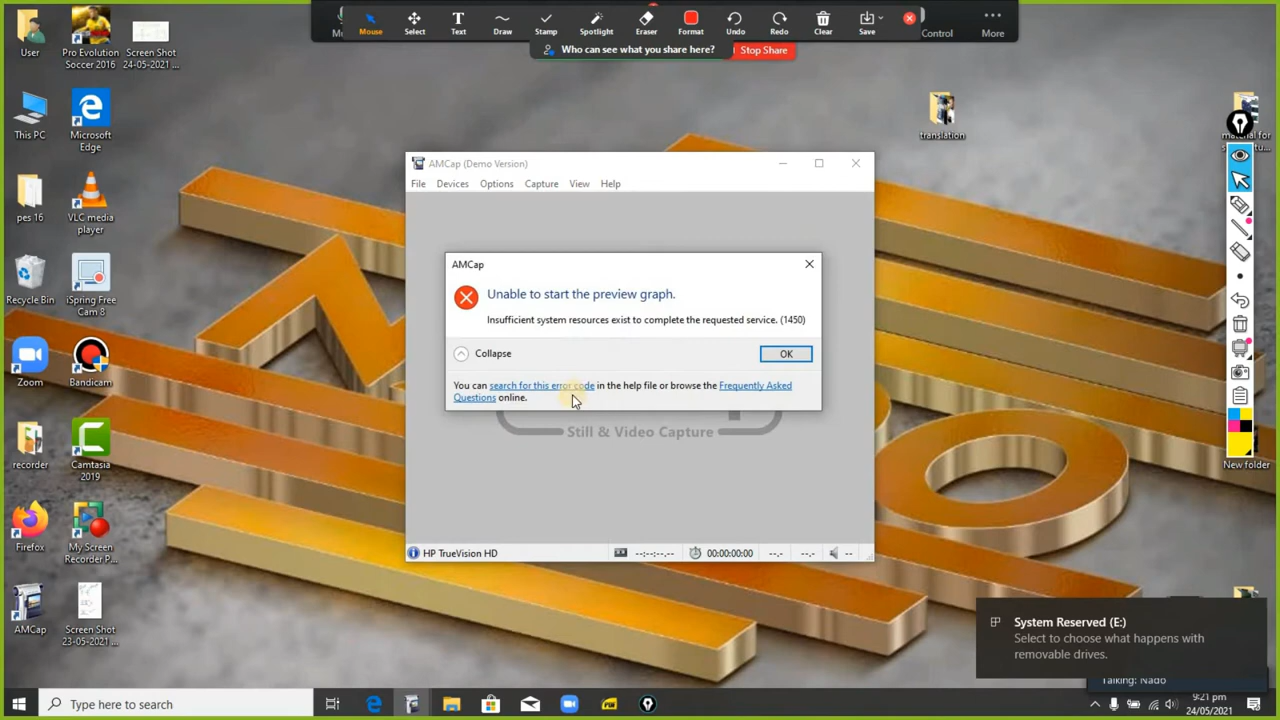 Mouse
Select
Text
Draw
Stamp
Spotlight
Eraser
Format
Undo
Redo
Clear
Save
Control
More
Who can see what you share here?
Stop Share
User
Pro Evolution
Soccer 2016
Screen Shot
24-05-2021 ...
This PC
Microsoft
Edge
translation
pes 16
VLC media
player
Recycle Bin
iSpring Free
Cam 8
Zoom
Bandicam
recorder
Camtasia
2019
Firefox
My Screen
Recorder P...
AMCap
Screen Shot
23-05-2021 ...
New folder
AMCap (Demo Version)
File
Devices
Options
Capture
View
Help
AMCap
Unable to start the preview graph.
Insufficient system resources exist to complete the requested service. (1450)
Collapse
OK
You can search for this error code in the help file or browse the Frequently Asked
Questions online.
Still & Video Capture
HP TrueVision HD
--:--:--.--
00:00:00:00
--.-
--.-
--
System Reserved (E:)
Select to choose what happens with
removable drives.
Talking: Nado
Type here to search
9:21 pm
24/05/2021